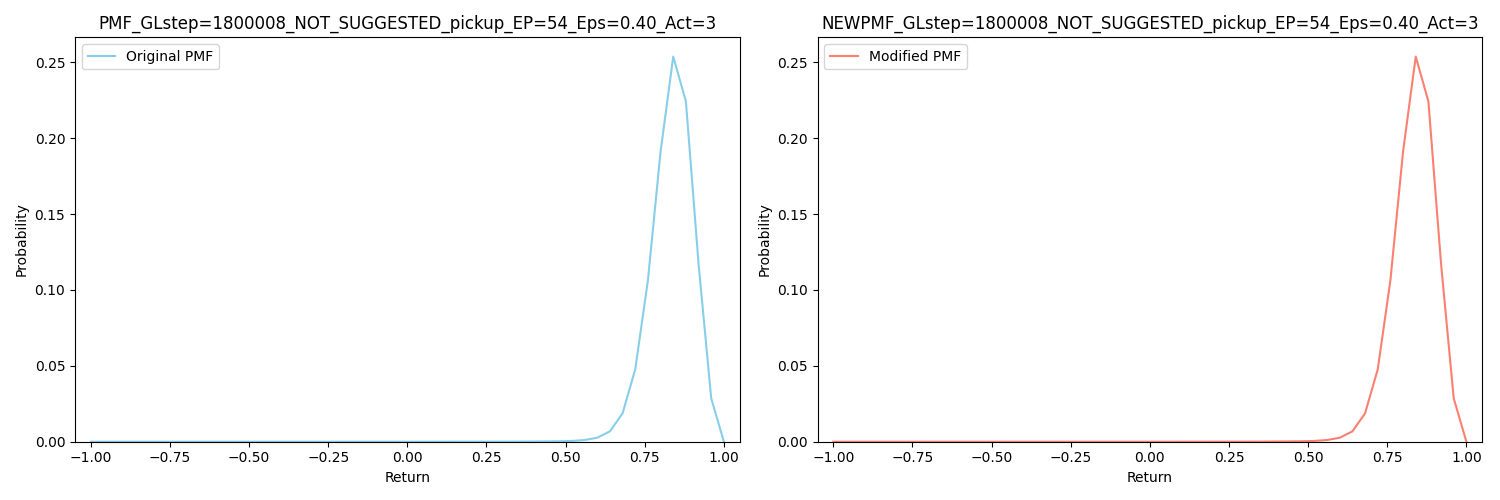 PMF_GLstep=1800008_NOT_SUGGESTED_pickup_EP=54_Eps=0.40_Act=3
Original PMF
0.25
0.20
0.15
0.10
0.05
0.00
Probability
−1.00 −0.75 −0.50 −0.25 0.00 0.25 0.50 0.75 1.00
Return
NEWPMF_GLstep=1800008_NOT_SUGGESTED_pickup_EP=54_Eps=0.40_Act=3
Modified PMF
0.25
0.20
0.15
0.10
0.05
0.00
Probability
−1.00 −0.75 −0.50 −0.25 0.00 0.25 0.50 0.75 1.00
Return